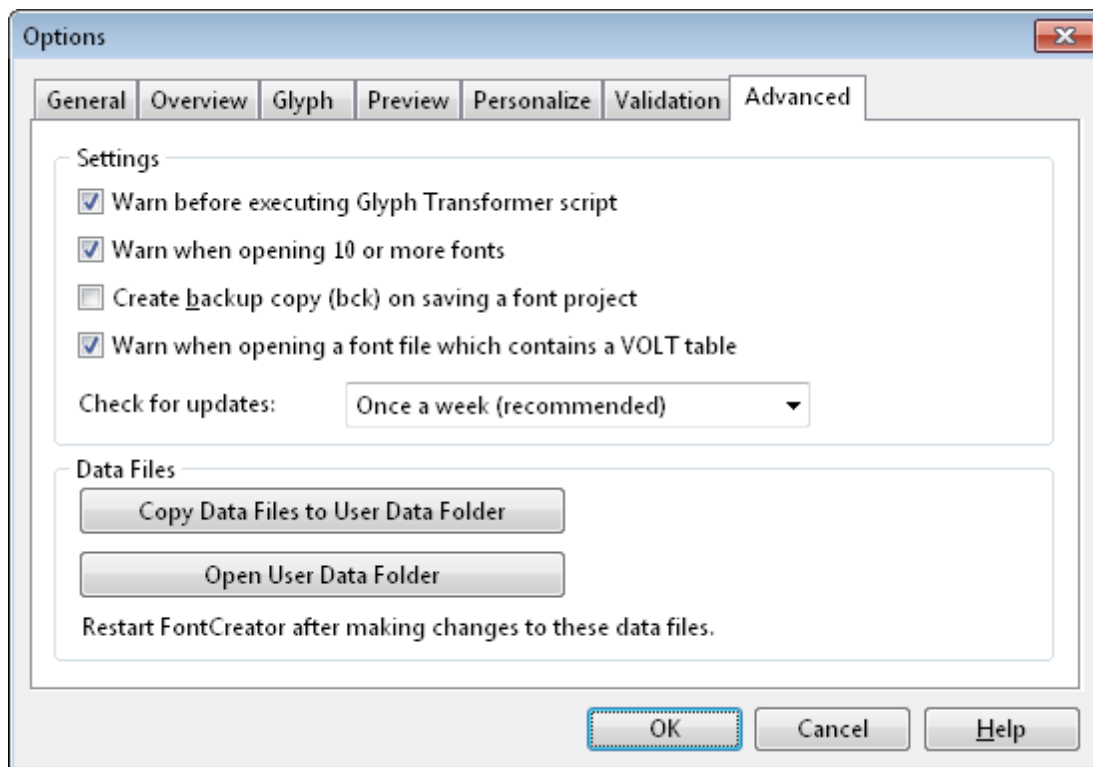 Options
General Overview Glyph Preview Personalize Validation Advanced
Settings
Warn before executing Glyph Transformer script
Warn when opening 10 or more fonts
Create backup copy (bck) on saving a font project
Warn when opening a font file which contains a VOLT table
Check for updates: Once a week (recommended)
Data Files
Copy Data Files to User Data Folder
Open User Data Folder
Restart FontCreator after making changes to these data files.
OK Cancel Help